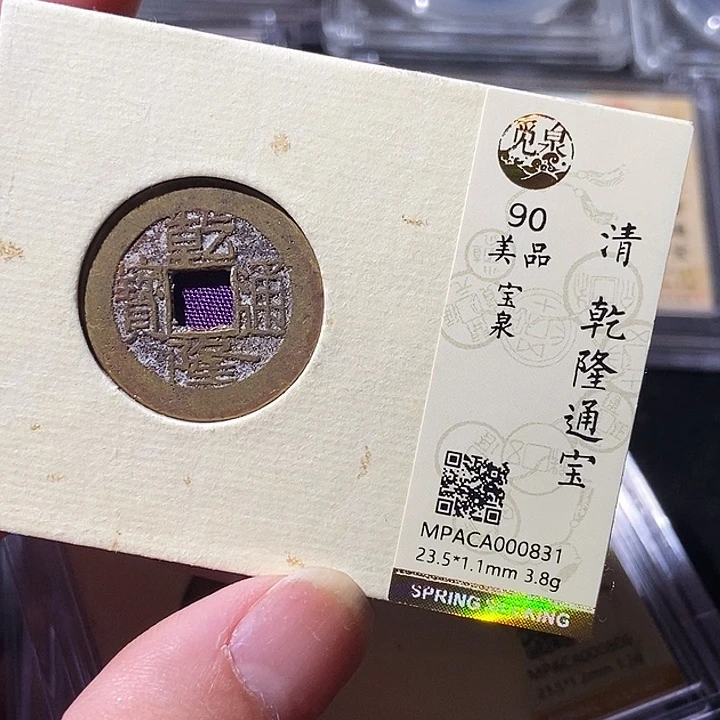 乾隆通寳
觅泉
90
美品
宝泉
清 乾隆通宝
MPACA000831
23.5*1.1mm 3.8g
SPRING